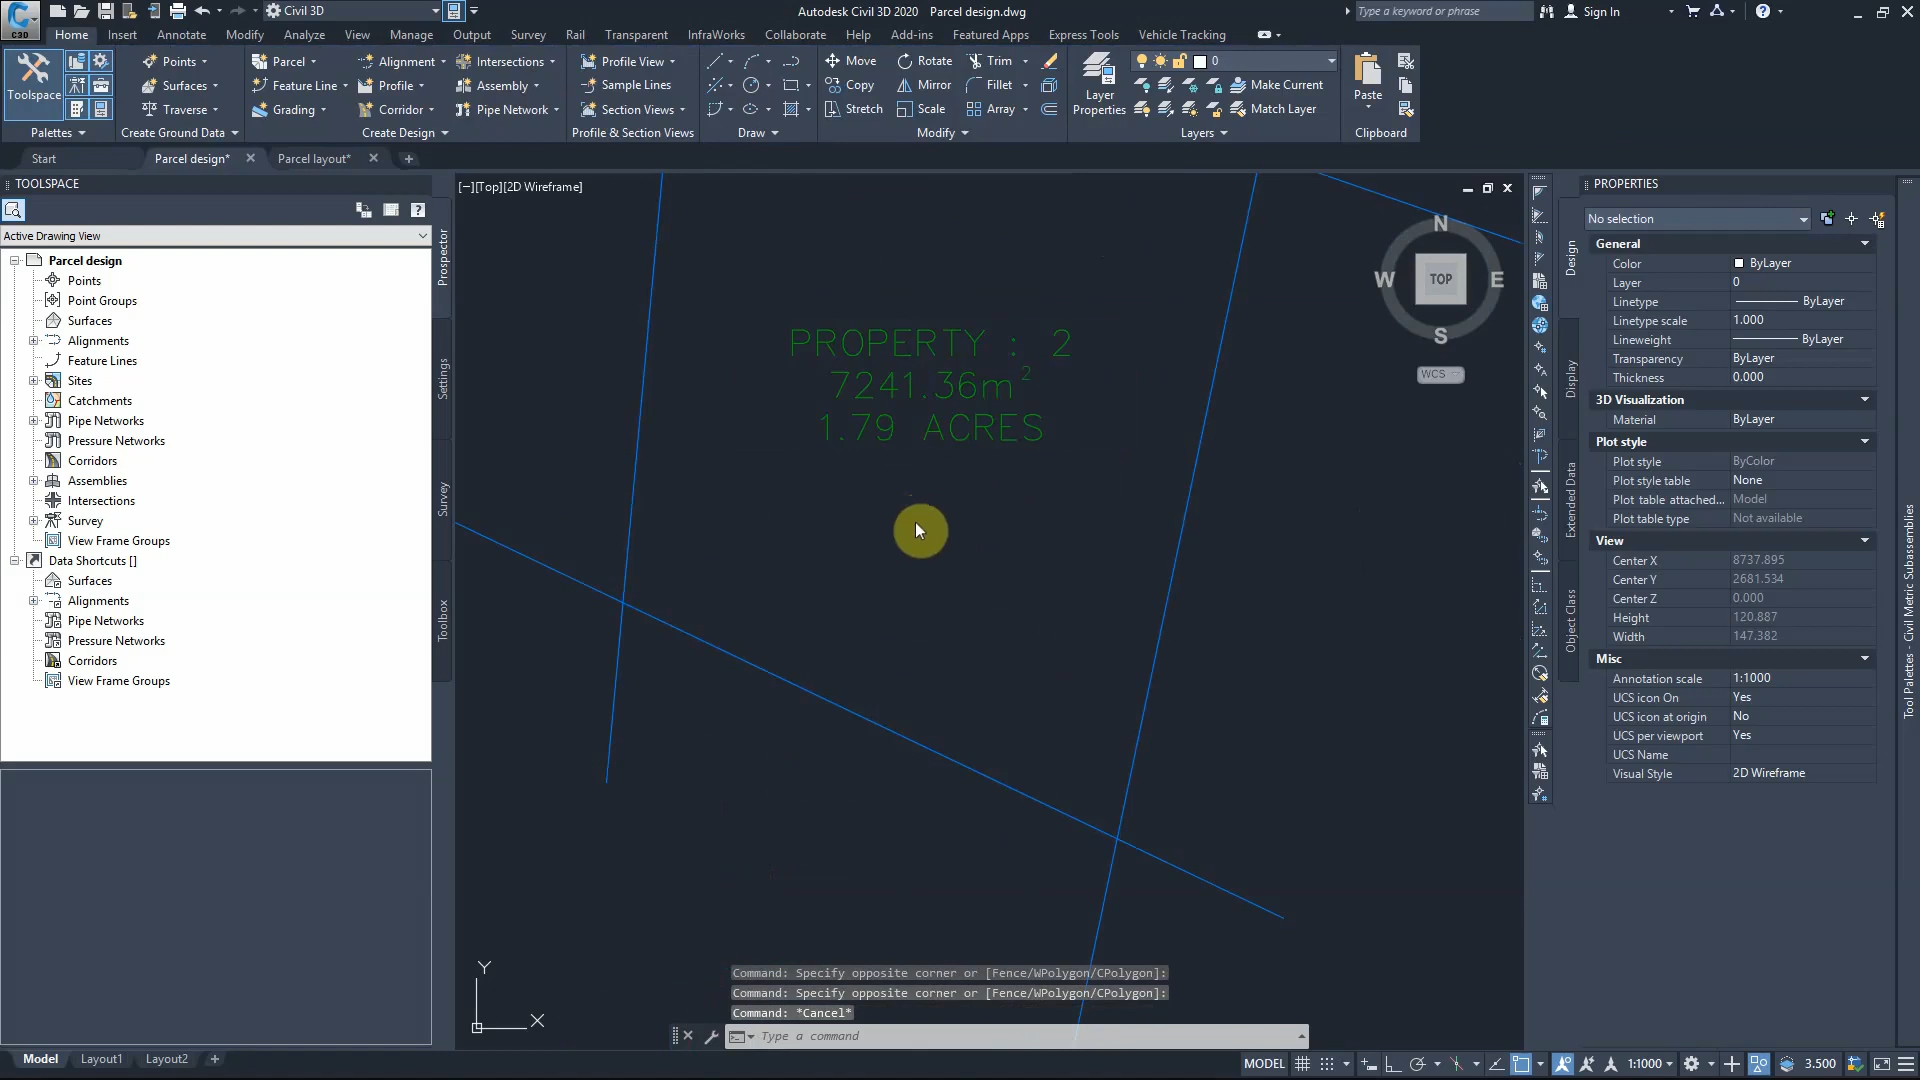 Civil 3D
Autodesk Civil 3D 2020 Parcel design.dwg
Type a keyword or phrase
Sign In
C3D
Home Insert Annotate Modify Analyze View Manage Output Survey Rail Transparent InfraWorks Collaborate Help Add-ins Featured Apps Express Tools Vehicle Tracking
Toolspace
Palettes
Points
Surfaces
Traverse
Create Ground Data
Parcel
Feature Line
Grading
Alignment
Profile
Corridor
Intersections
Assembly
Pipe Network
Create Design
Profile View
Sample Lines
Section Views
Profile & Section Views
Draw
Move
Copy
Stretch
Rotate
Mirror
Scale
Trim
Fillet
Array
Modify
Layer
Properties
0
Make Current
Match Layer
Layers
Paste
Clipboard
Start
Parcel design*
Parcel layout*
TOOLSPACE
Active Drawing View
Parcel design
Points
Point Groups
Surfaces
Alignments
Feature Lines
Sites
Catchments
Pipe Networks
Pressure Networks
Corridors
Assemblies
Intersections
Survey
View Frame Groups
Data Shortcuts []
Surfaces
Alignments
Pipe Networks
Pressure Networks
Corridors
View Frame Groups
Prospector
Settings
Survey
Toolbox
[−][Top][2D Wireframe]
PROPERTY : 2
7241.36m²
1.79 ACRES
N
W
TOP
E
S
WCS
Y
X
Command: Specify opposite corner or [Fence/WPolygon/CPolygon]:
Command: Specify opposite corner or [Fence/WPolygon/CPolygon]:
Command: *Cancel*
Type a command
PROPERTIES
No selection
General
Color ByLayer
Layer 0
Linetype ByLayer
Linetype scale 1.000
Lineweight ByLayer
Transparency ByLayer
Thickness 0.000
3D Visualization
Material ByLayer
Plot style
Plot style ByColor
Plot style table None
Plot table attached... Model
Plot table type Not available
View
Center X 8737.895
Center Y 2681.534
Center Z 0.000
Height 120.887
Width 147.382
Misc
Annotation scale 1:1000
UCS icon On Yes
UCS icon at origin No
UCS per viewport Yes
UCS Name
Visual Style 2D Wireframe
Design
Display
Extended Data
Object Class
Tool Palettes - Civil Metric Subassemblies
Model Layout1 Layout2
MODEL
1:1000
3.500